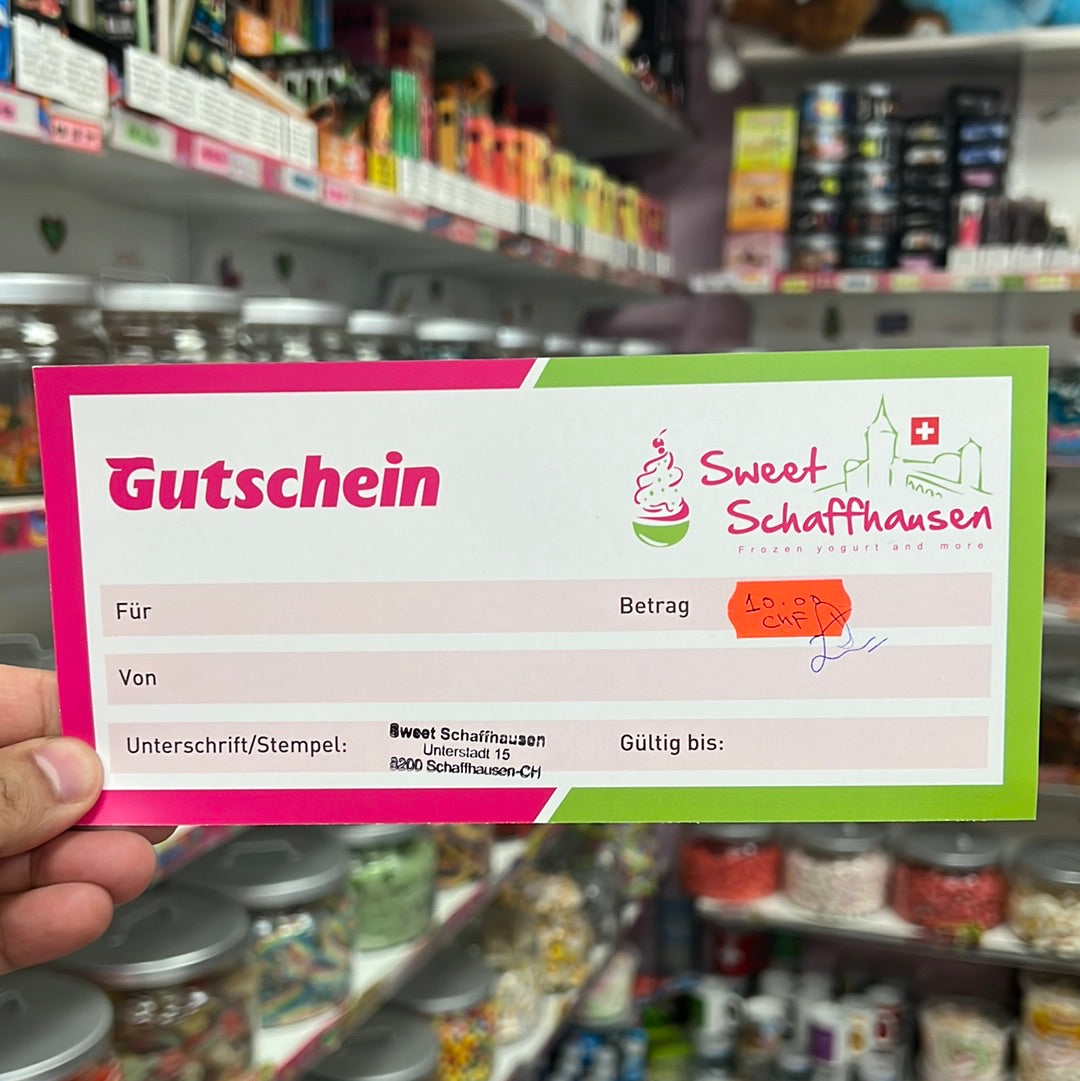 Gutschein
Sweet
Schaffhausen
Frozen yogurt and more
Für
Betrag
10.00
CHF
Von
Unterschrift/Stempel:
Sweet Schaffhausen
Unterstadt 15
8200 Schaffhausen-CH
Gültig bis: